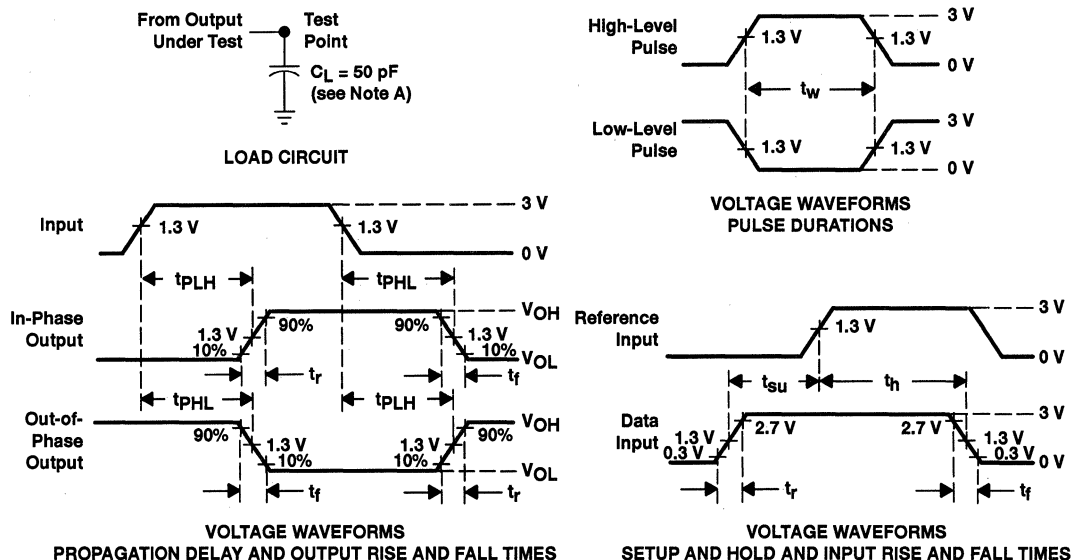 From Output
Under Test
Test
Point
CL = 50 pF
(see Note A)
LOAD CIRCUIT
High-Level
Pulse
1.3 V
1.3 V
3 V
0 V
tw
Low-Level
Pulse
1.3 V
1.3 V
3 V
0 V
VOLTAGE WAVEFORMS
PULSE DURATIONS
Input
1.3 V
1.3 V
3 V
0 V
tPLH
tPHL
In-Phase
Output
1.3 V
10%
90%
90%
1.3 V
10%
VOH
VOL
tr
tf
tPHL
tPLH
Out-of-
Phase
Output
90%
1.3 V
10%
1.3 V
10%
90%
VOH
VOL
tf
tr
VOLTAGE WAVEFORMS
PROPAGATION DELAY AND OUTPUT RISE AND FALL TIMES
Reference
Input
1.3 V
3 V
0 V
tsu
th
Data
Input
1.3 V
0.3 V
2.7 V
2.7 V
1.3 V
0.3 V
3 V
0 V
tr
tf
VOLTAGE WAVEFORMS
SETUP AND HOLD AND INPUT RISE AND FALL TIMES